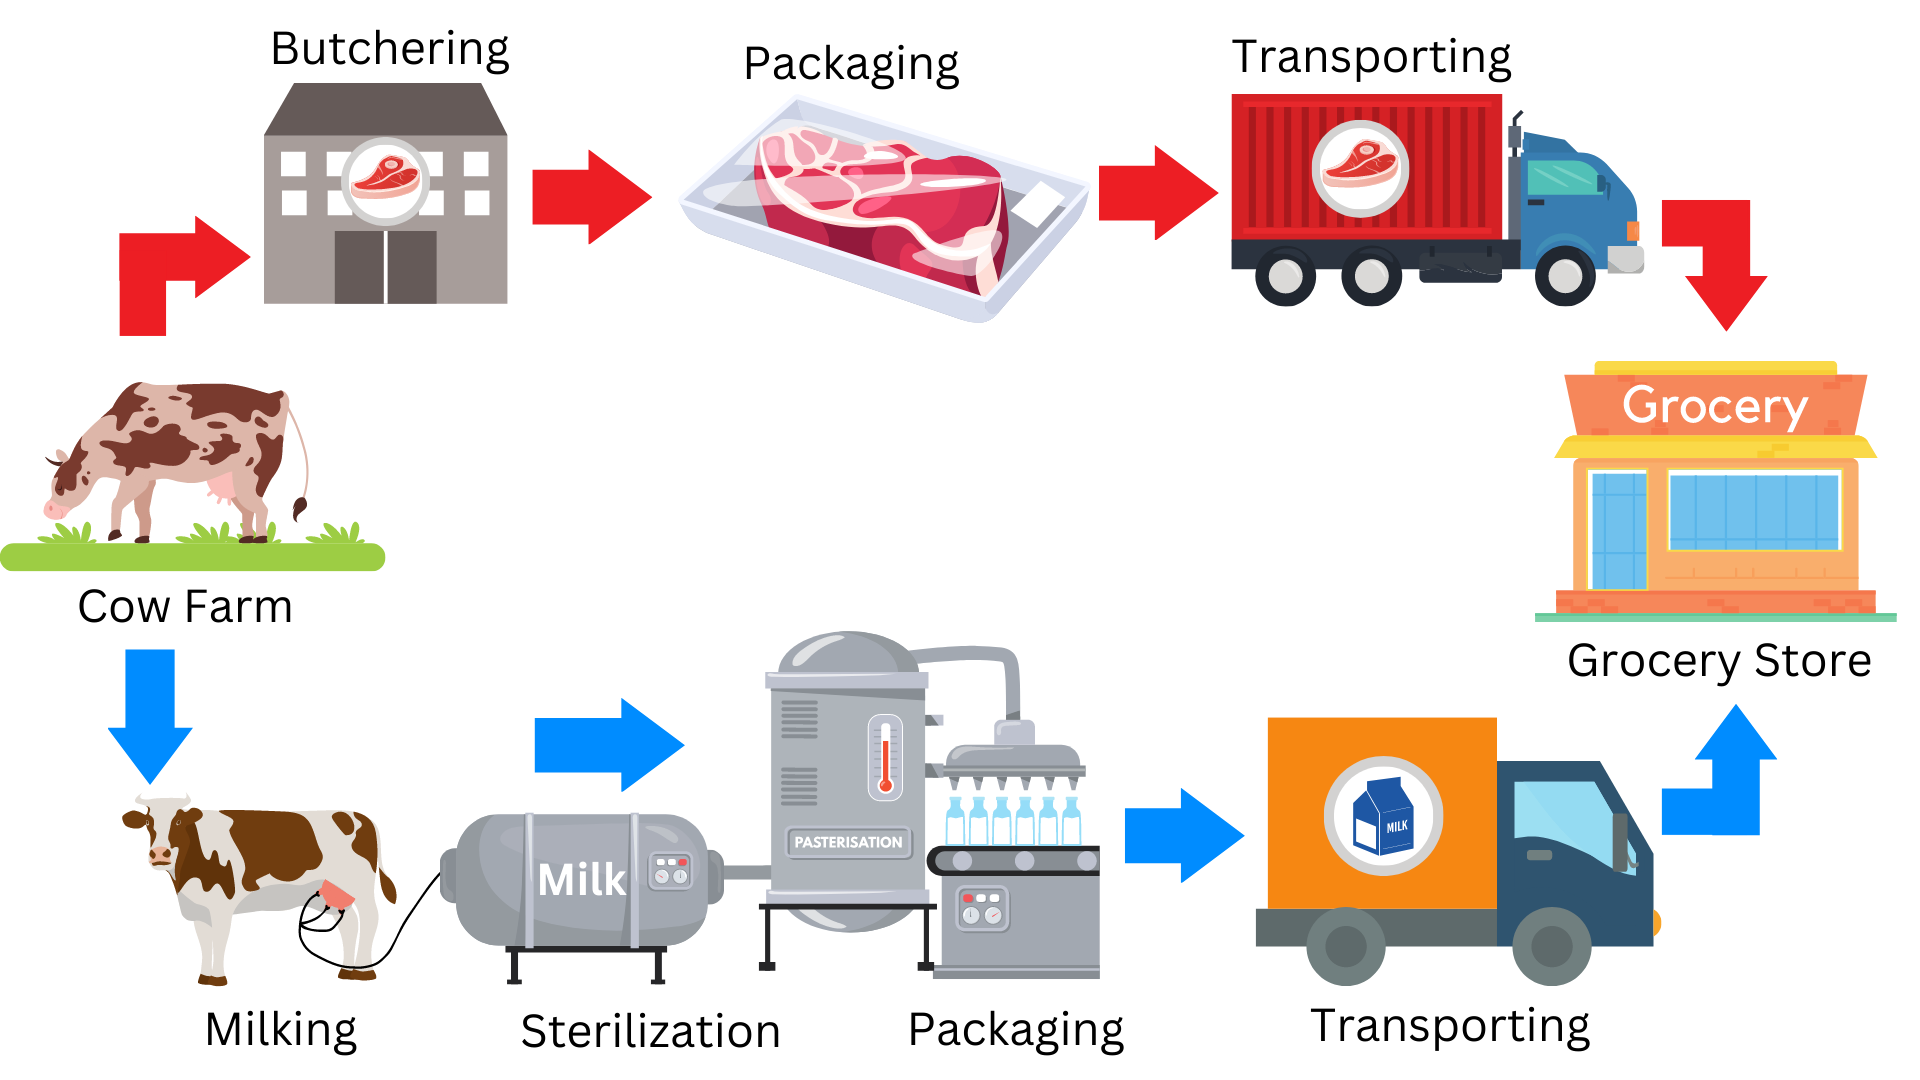 Butchering
Packaging
Transporting
Grocery
Cow Farm
Grocery Store
PASTERISATION
Milk
MILK
Milking
Sterilization
Packaging
Transporting